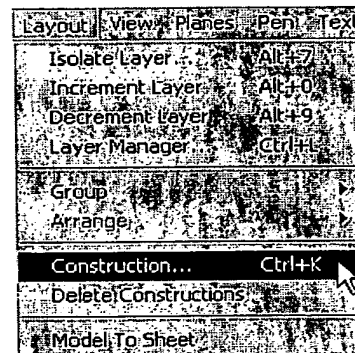 Layout View Planes Pen Tex
Isolate Layer... Alt+7
Increment Layer Alt+0
Decrement Layer Alt+9
Layer Manager Ctrl+L
Group
Arrange
Construction... Ctrl+K
Delete Constructions
Model To Sheet